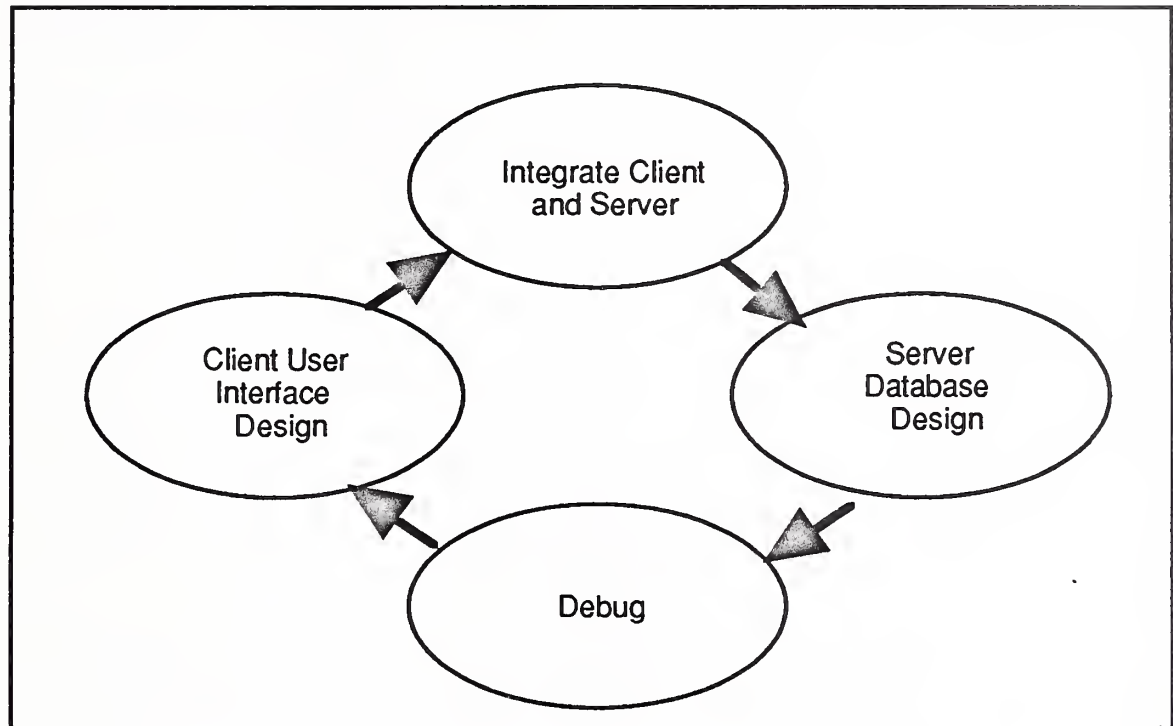 Integrate Client
and Server
Client User
Interface
Design
Server
Database
Design
Debug